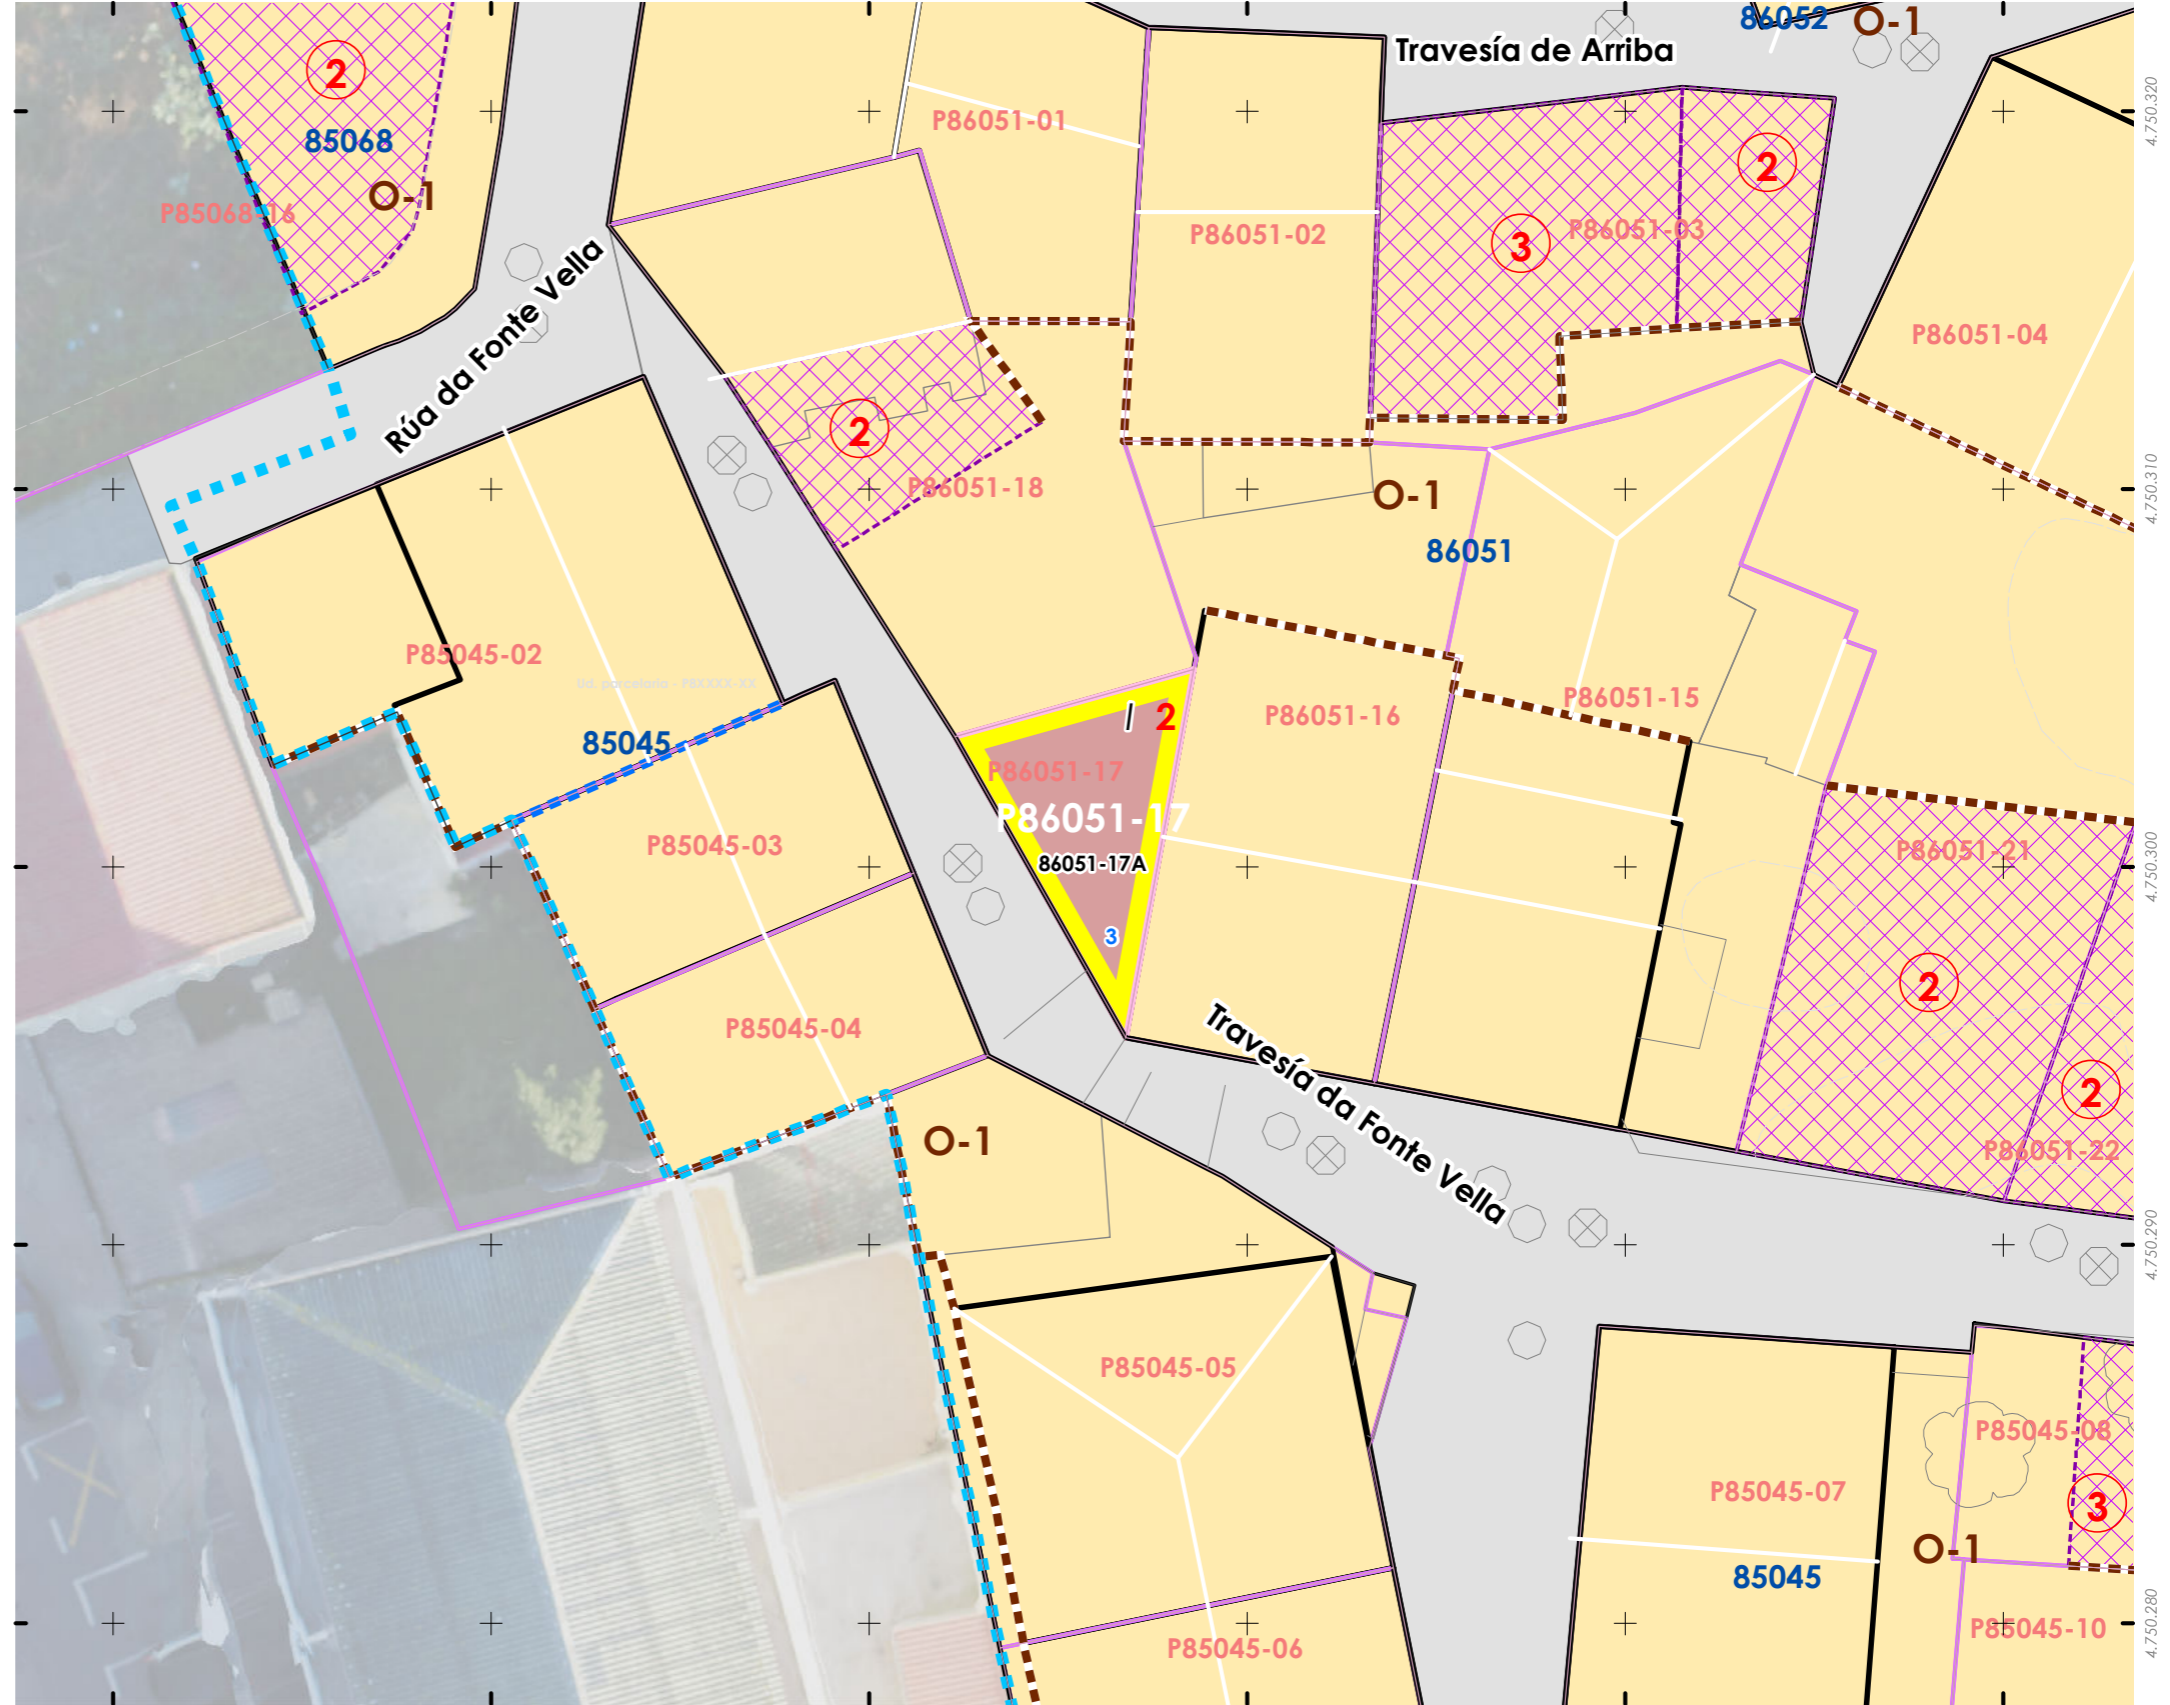 86052
O-1
Travesía de Arriba
2
85068
O-1
P85068-16
P86051-01
P86051-02
3
P86051-03
2
P86051-04
4.750.320
Rúa da Fonte Vella
2
P86051-18
O-1
86051
4.750.310
P85045-02
Ud. parcelaria - P8XXXX-XX
85045
P86051-16
P86051-15
I
2
P86051-17
P86051-17
86051-17A
3
P85045-03
P86051-21
4.750.300
2
P85045-04
Travesía da Fonte Vella
2
P86051-22
O-1
4.750.290
P85045-05
P85045-07
P85045-08
3
O-1
85045
P85045-06
P85045-10
4.750.280